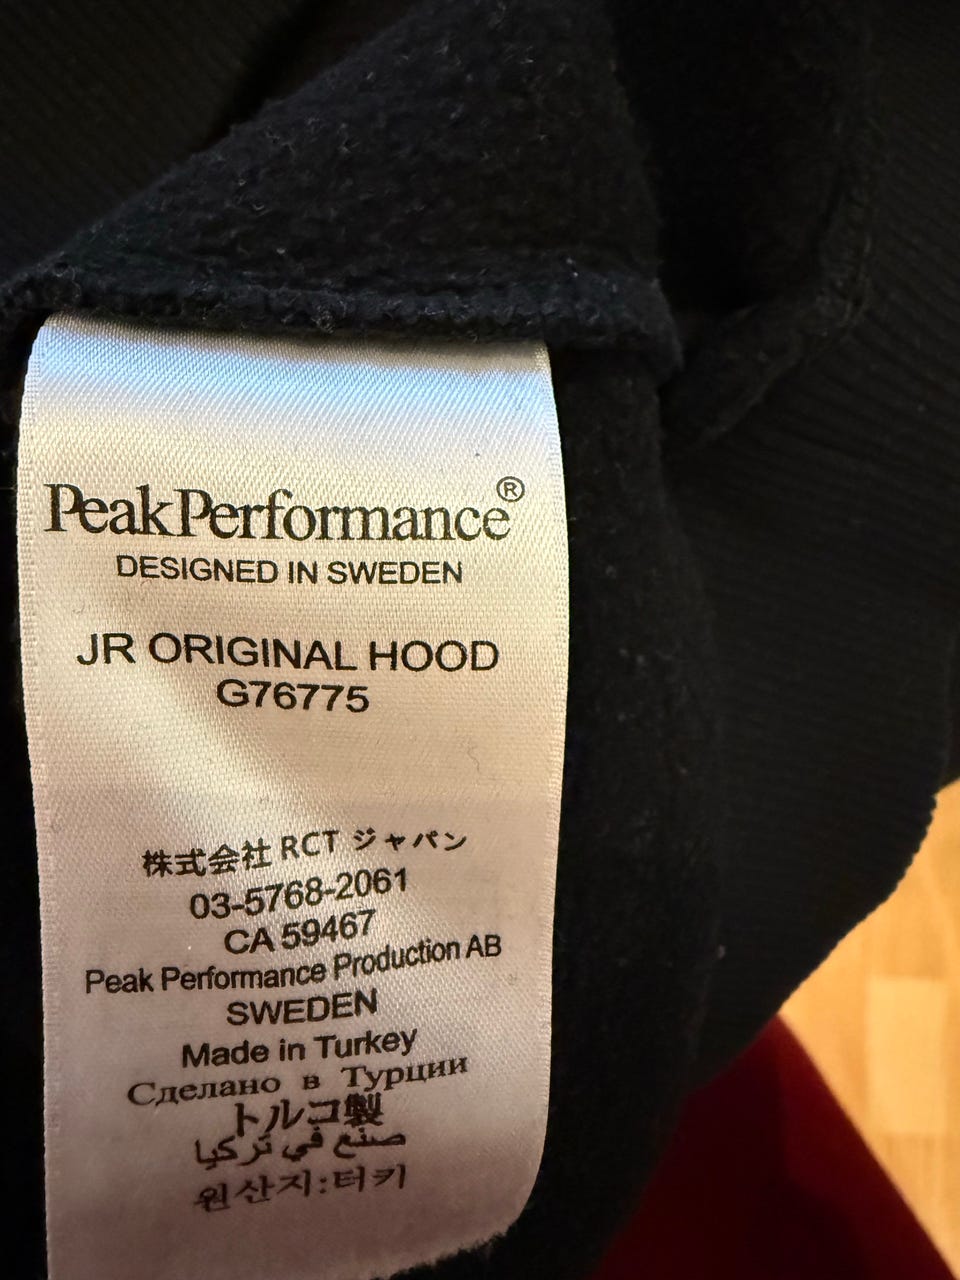 PeakPerformance®
DESIGNED IN SWEDEN
JR ORIGINAL HOOD
G76775
株式会社 RCT ジャパン
03-5768-2061
CA 59467
Peak Performance Production AB
SWEDEN
Made in Turkey
Сделано в Турции
トルコ製
صنع في تركيا
원산지:터키